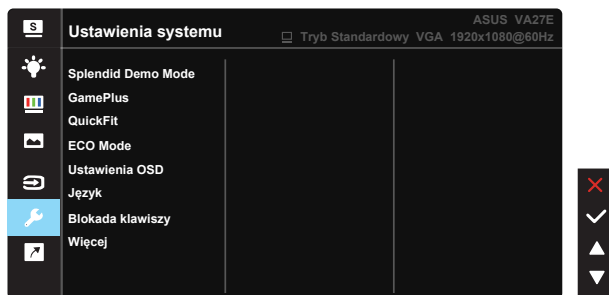 S
ASUS VA27E
Ustawienia systemu
Tryb Standardowy VGA 1920x1080@60Hz
Splendid Demo Mode
GamePlus
QuickFit
ECO Mode
Ustawienia OSD
Język
Blokada klawiszy
Więcej